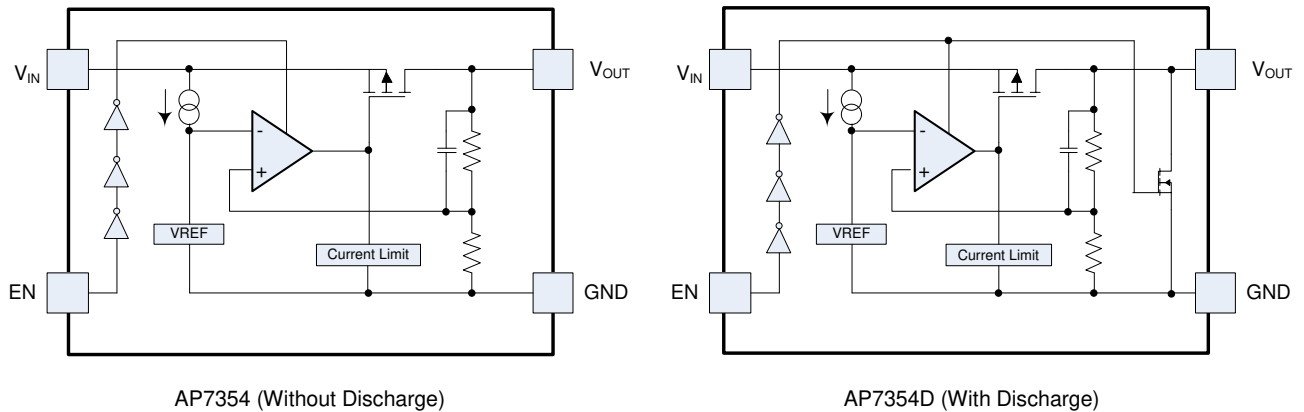 VIN
EN
VREF
-
+
Current Limit
VOUT
GND
AP7354 (Without Discharge)
VIN
EN
VREF
-
+
Current Limit
VOUT
GND
AP7354D (With Discharge)